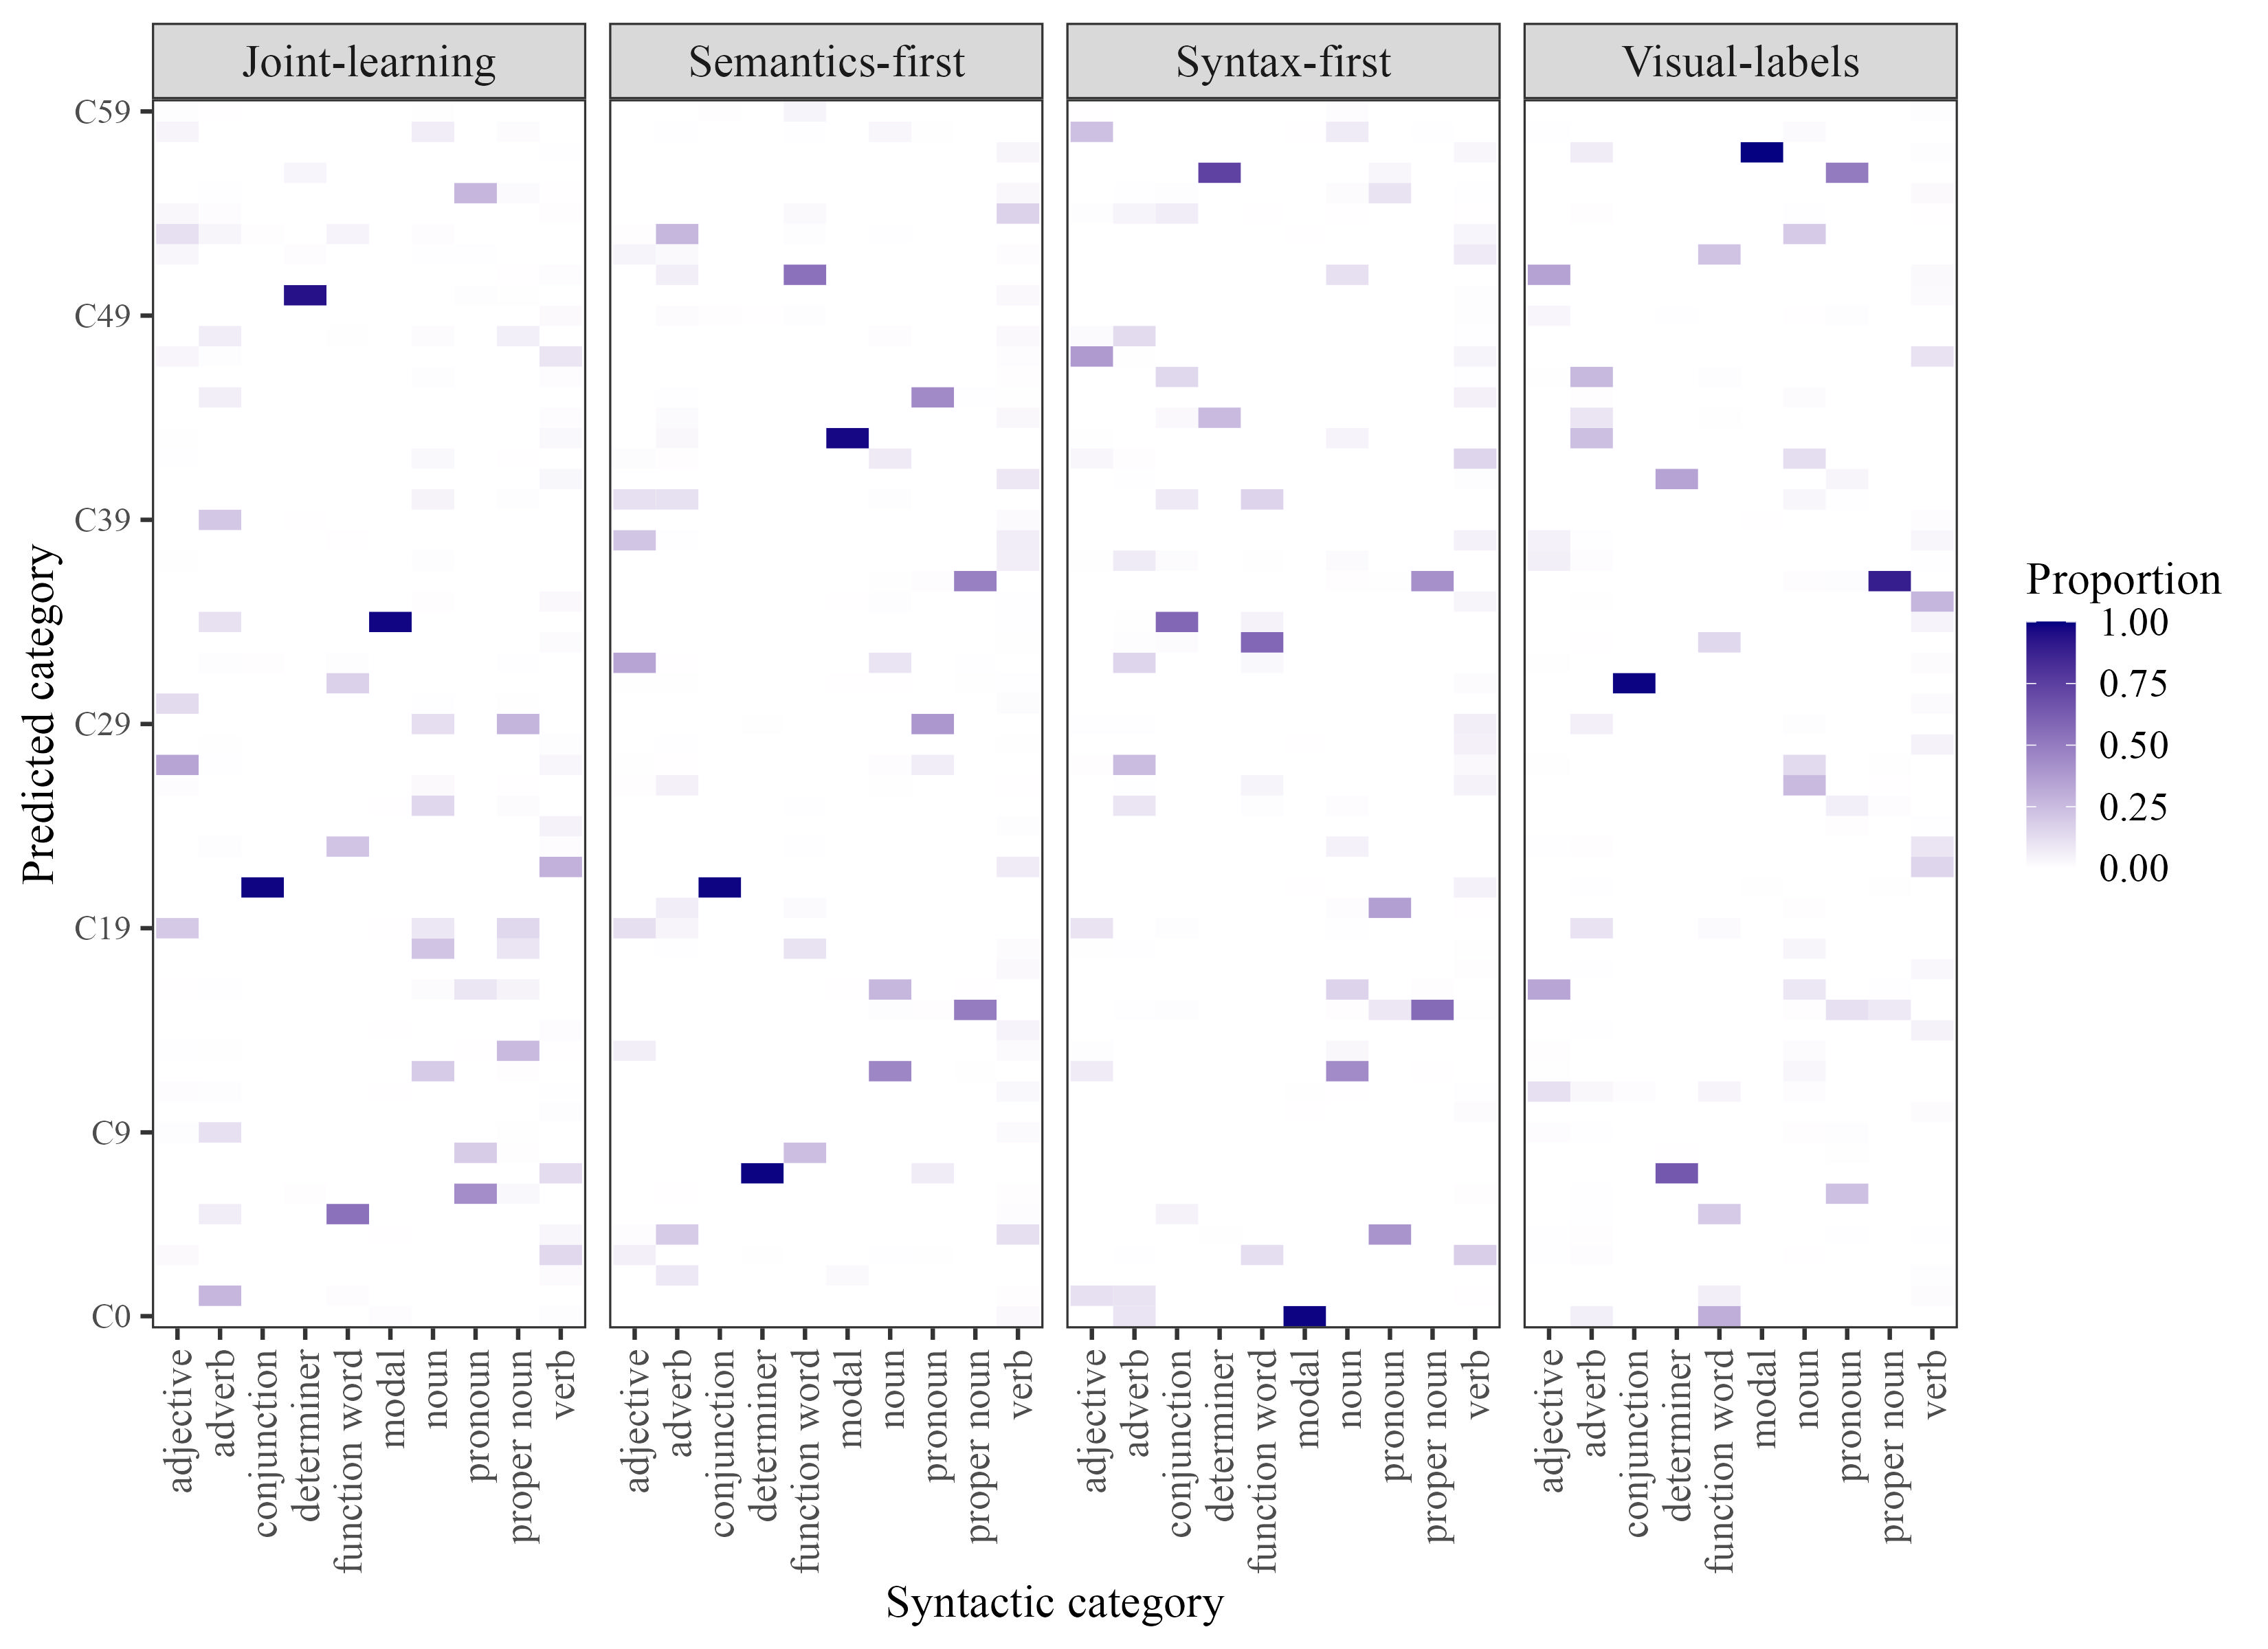 Joint-learning
Semantics-first
Syntax-first
Visual-labels
Predicted category
C59
C49
C39
C29
C19
C9
C0
adjective
adverb
conjunction
determiner
function word
modal
noun
pronoun
proper noun
verb
adjective
adverb
conjunction
determiner
function word
modal
noun
pronoun
proper noun
verb
adjective
adverb
conjunction
determiner
function word
modal
noun
pronoun
proper noun
verb
adjective
adverb
conjunction
determiner
function word
modal
noun
pronoun
proper noun
verb
Syntactic category
Proportion
1.00
0.75
0.50
0.25
0.00